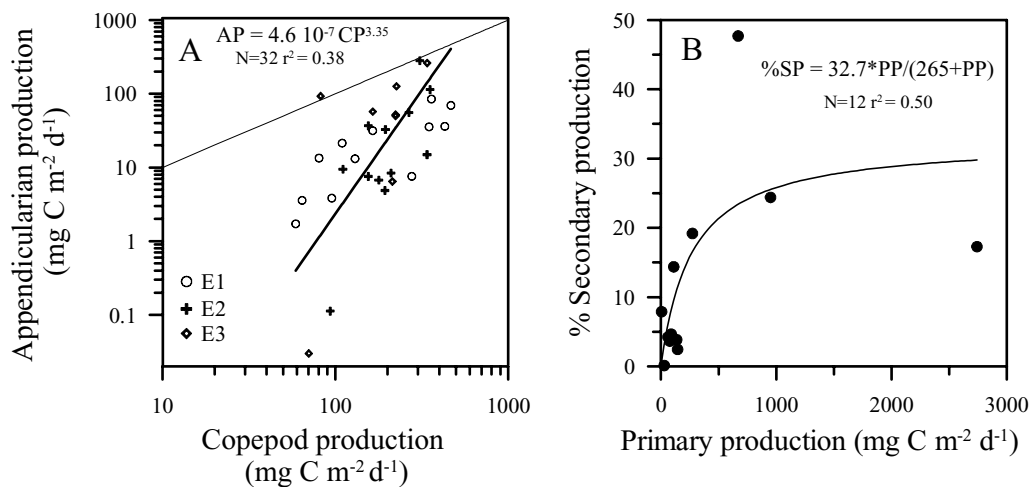 A
AP = 4.6 10⁻⁷ CP³·³⁵
N=32 r² = 0.38
1000
100
10
1
0.1
Appendicularian production
(mg C m⁻² d⁻¹)
E1
E2
E3
10
100
1000
Copepod production
(mg C m⁻² d⁻¹)
B
%SP = 32.7*PP/(265+PP)
N=12 r² = 0.50
50
40
30
20
10
0
% Secondary production
0
1000
2000
3000
Primary production (mg C m⁻² d⁻¹)